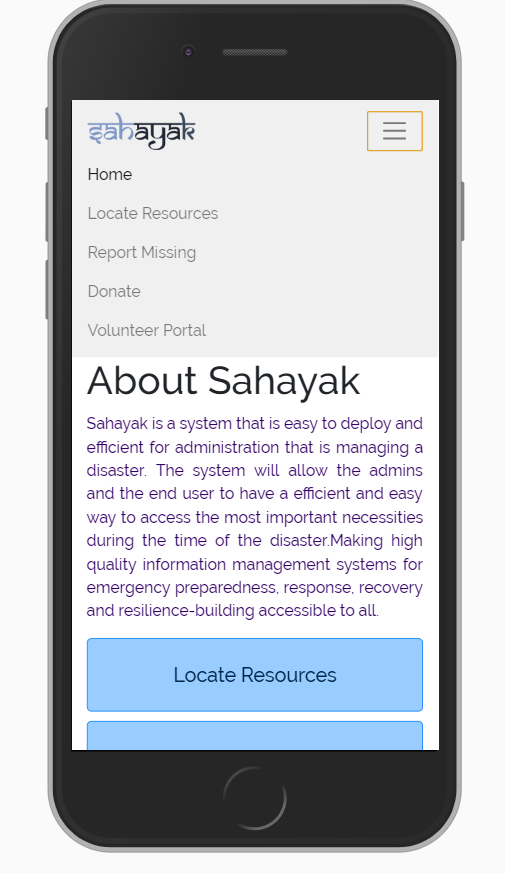 sahayak
Home
Locate Resources
Report Missing
Donate
Volunteer Portal
About Sahayak
Sahayak is a system that is easy to deploy and
efficient for administration that is managing a
disaster. The system will allow the admins
and the end user to have a efficient and easy
way to access the most important necessities
during the time of the disaster.Making high
quality information management systems for
emergency preparedness, response, recovery
and resilience-building accessible to all.
Locate Resources